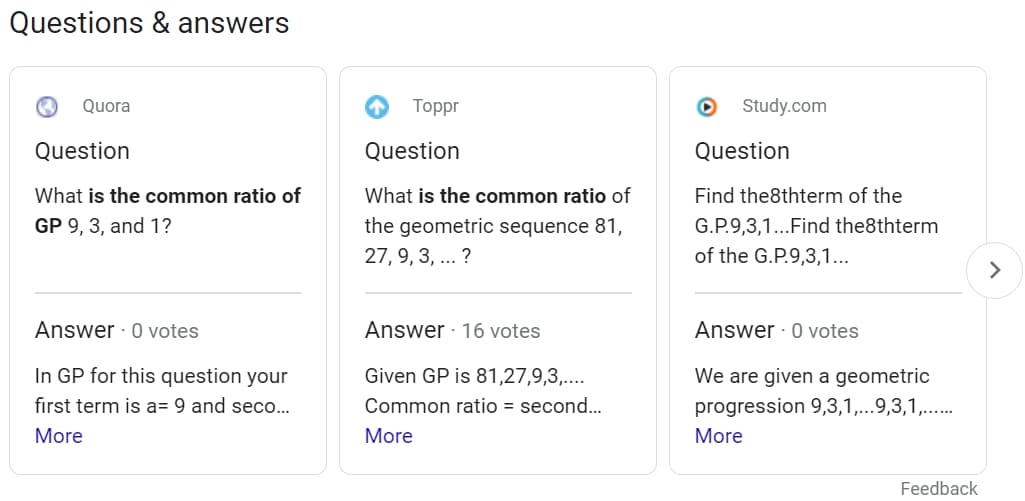 Questions & answers
Quora
Question
What is the common ratio of
GP 9, 3, and 1?
Answer · 0 votes
In GP for this question your
first term is a= 9 and seco...
More
Toppr
Question
What is the common ratio of
the geometric sequence 81,
27, 9, 3, ... ?
Answer · 16 votes
Given GP is 81,27,9,3,....
Common ratio = second...
More
Study.com
Question
Find the8thterm of the
G.P.9,3,1...Find the8thterm
of the G.P.9,3,1...
Answer · 0 votes
We are given a geometric
progression 9,3,1,...9,3,1,......
More
Feedback